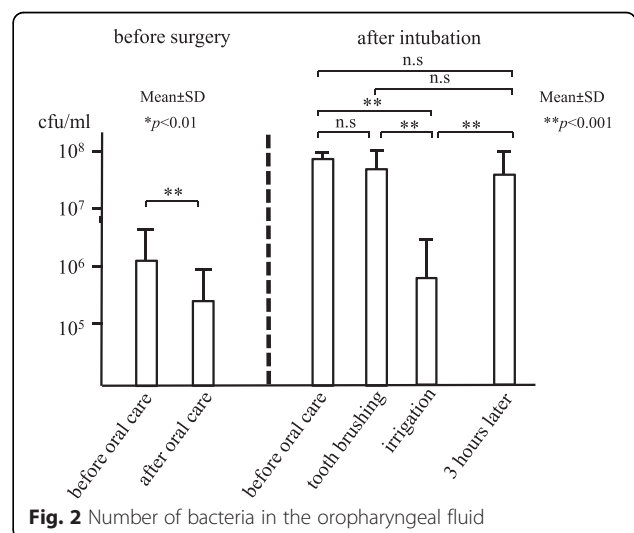 before surgery after intubation
n.s
n.s
Mean±SD Mean±SD
cfu/ml *p<0.01 ** **p<0.001
n.s ** **
10⁸
**
10⁷
10⁶
10⁵
before oral care
after oral care
before oral care
tooth brushing
irrigation
3 hours later
Fig. 2 Number of bacteria in the oropharyngeal fluid